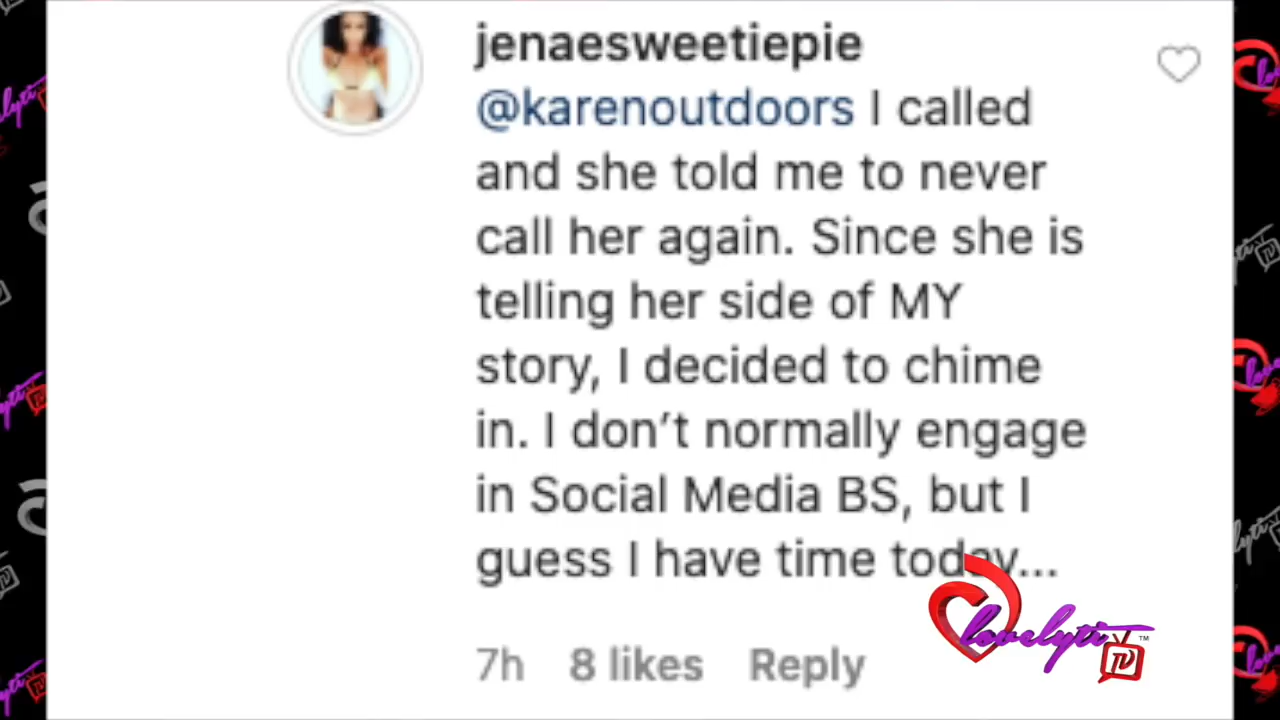 jenaesweetiepie
@karenoutdoors I called
and she told me to never
call her again. Since she is
telling her side of MY
story, I decided to chime
in. I don’t normally engage
in Social Media BS, but I
guess I have time today...
7h 8 likes Reply
lovelyti TV™